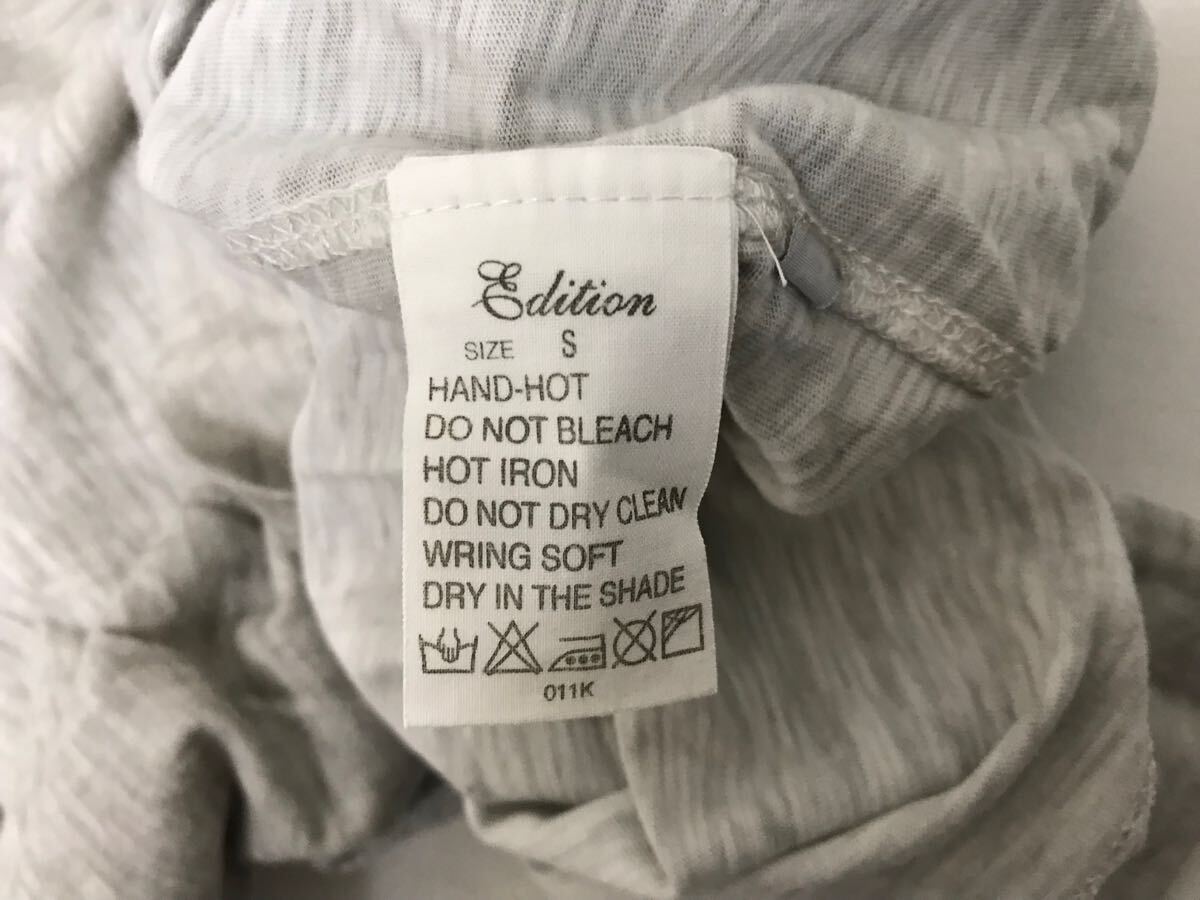 Edition
SIZE S
HAND-HOT
DO NOT BLEACH
HOT IRON
DO NOT DRY CLEAN
WRING SOFT
DRY IN THE SHADE
011K